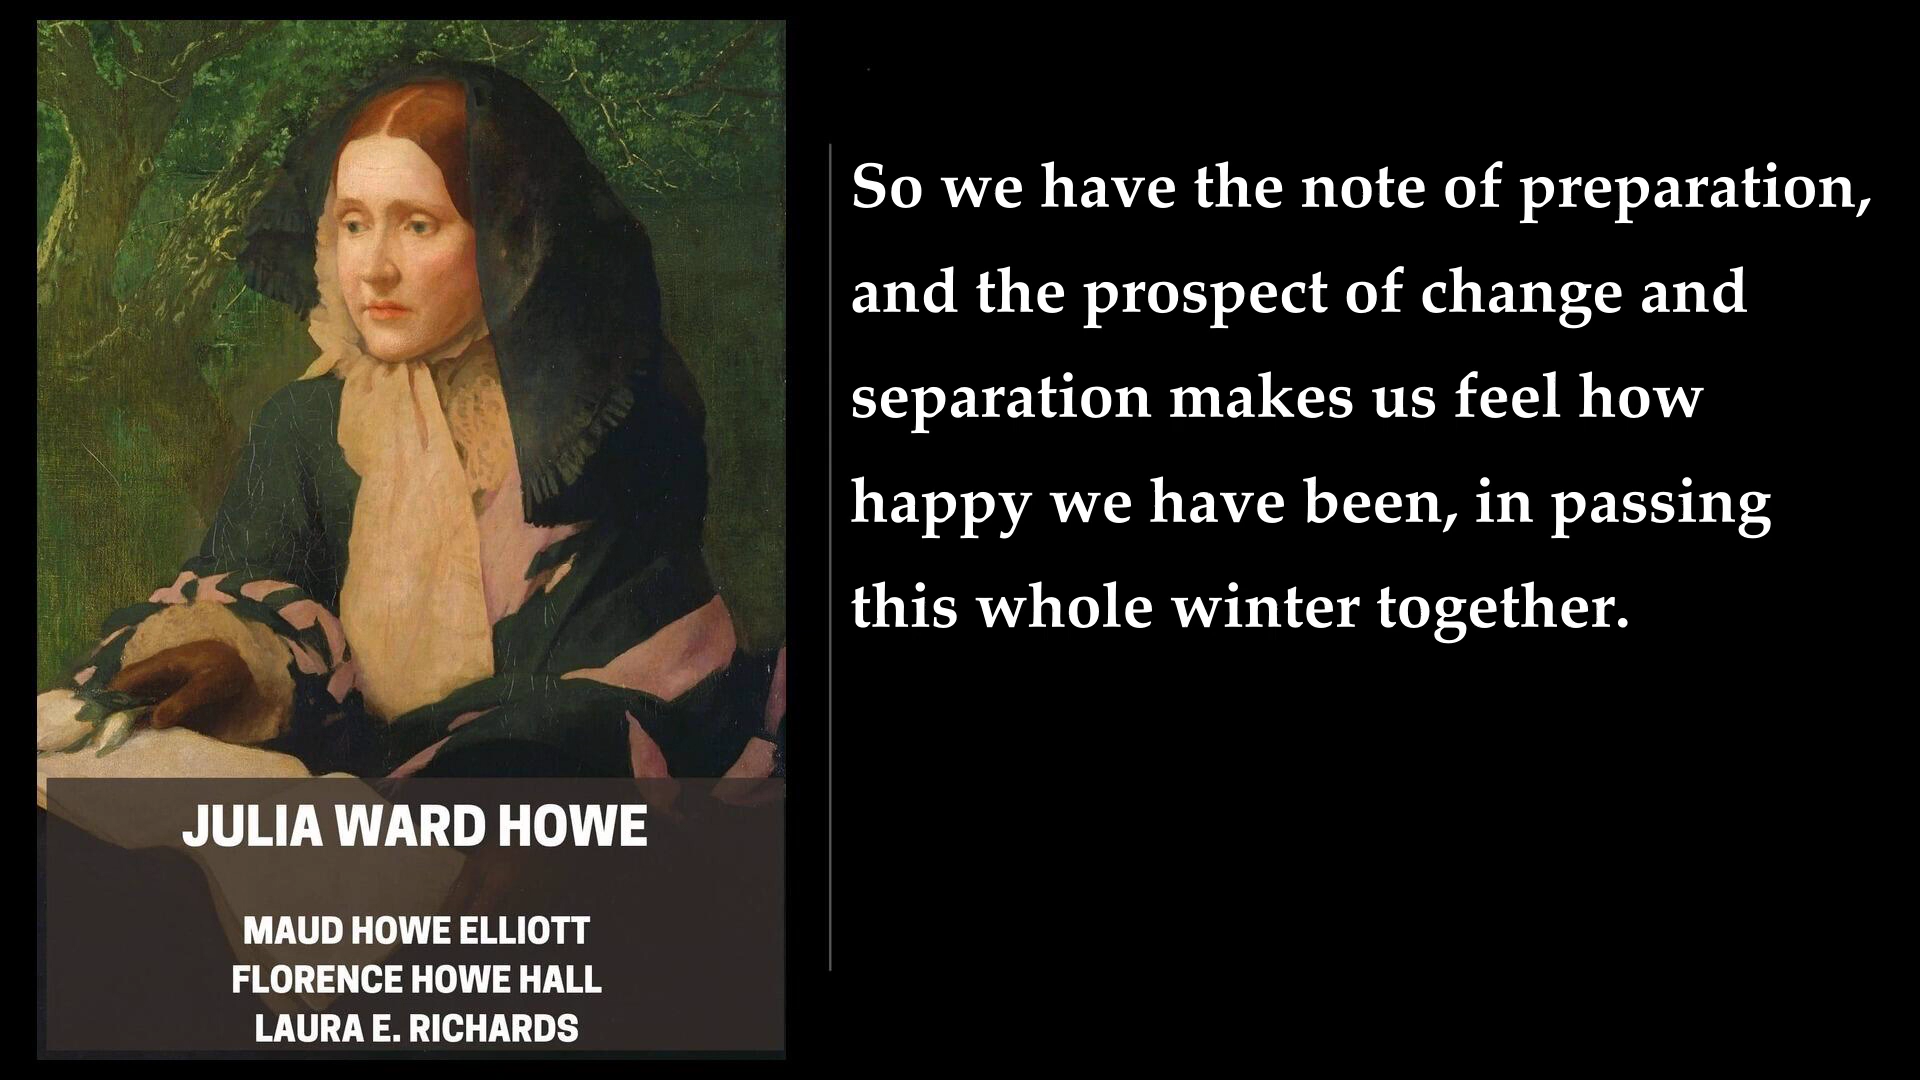 JULIA WARD HOWE
MAUD HOWE ELLIOTT
FLORENCE HOWE HALL
LAURA E. RICHARDS
So we have the note of preparation,
and the prospect of change and
separation makes us feel how
happy we have been, in passing
this whole winter together.